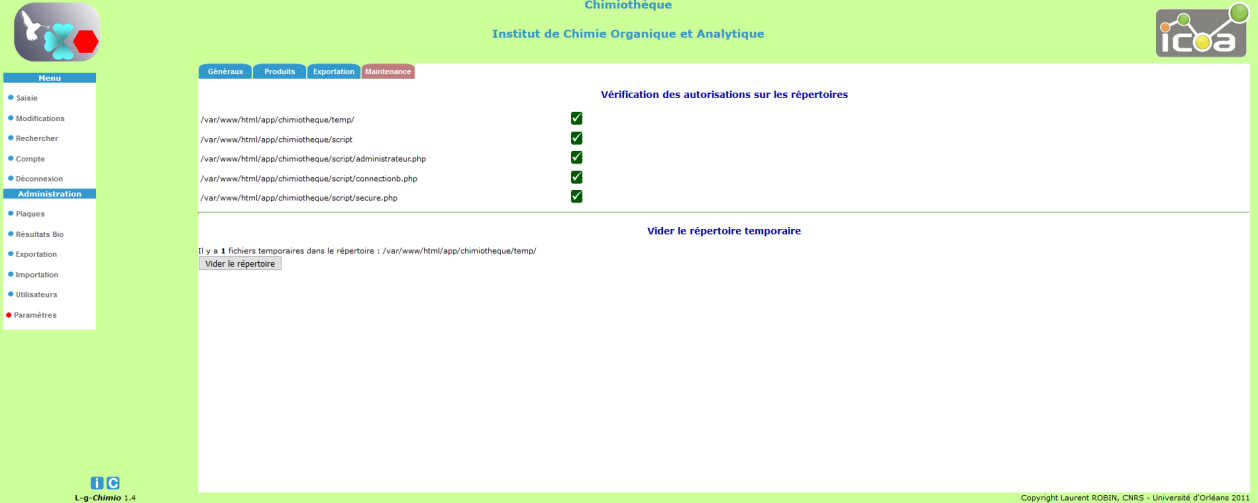 Chimiothèque
Institut de Chimie Organique et Analytique
icoa
Menu
Saisie
Modifications
Rechercher
Compte
Déconnexion
Administration
Plaques
Résultats Bio
Exportation
Importation
Utilisateurs
Paramètres
Généraux Produits Exportation Maintenance
Vérification des autorisations sur les répertoires
/var/www/html/app/chimiotheque/temp/
/var/www/html/app/chimiotheque/script
/var/www/html/app/chimiotheque/script/administrateur.php
/var/www/html/app/chimiotheque/script/connectionb.php
/var/www/html/app/chimiotheque/script/secure.php
Vider le répertoire temporaire
Il y a 1 fichiers temporaires dans le répertoire : /var/www/html/app/chimiotheque/temp/
Vider le répertoire
i C
L-g-Chimio 1.4
Copyright Laurent ROBIN, CNRS - Université d'Orléans 2011